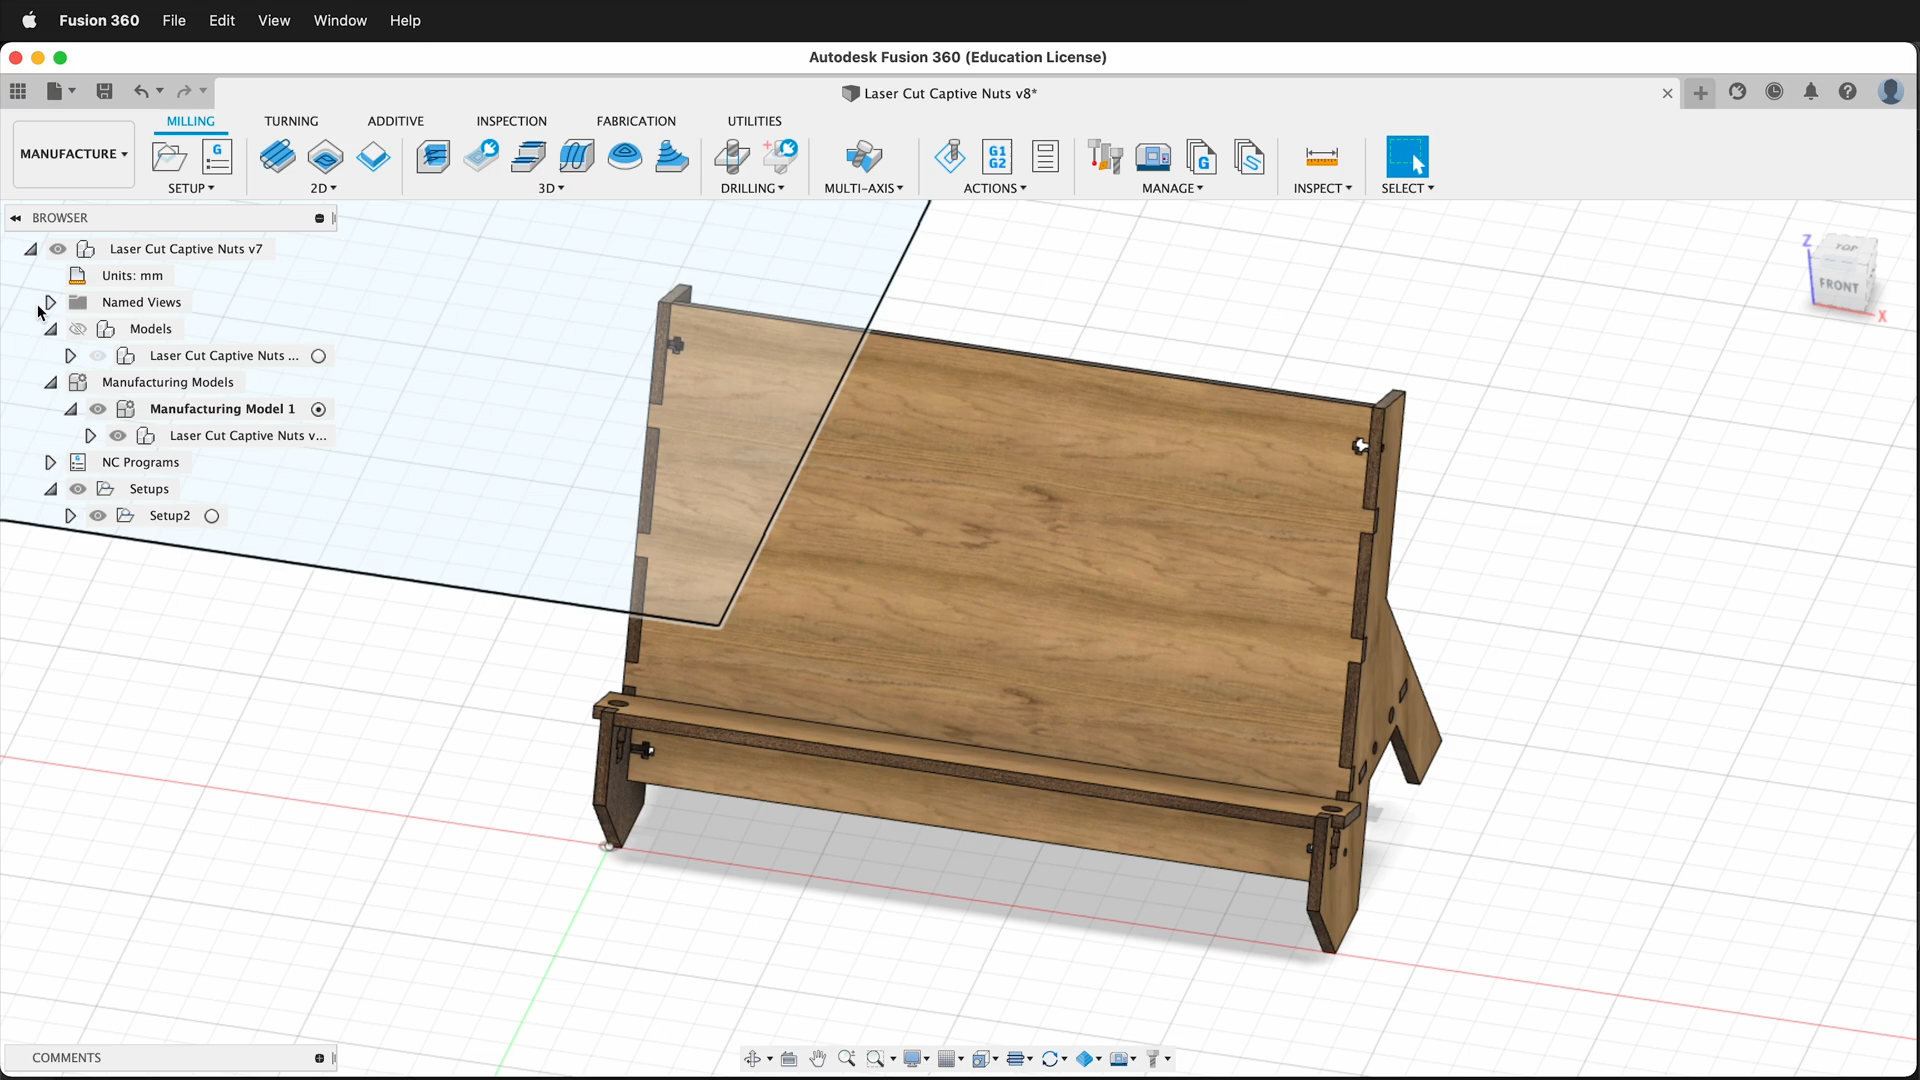 Fusion 360 File Edit View Window Help
Autodesk Fusion 360 (Education License)
Laser Cut Captive Nuts v8*
MILLING TURNING ADDITIVE INSPECTION FABRICATION UTILITIES
MANUFACTURE
G G1 G2 G
SETUP 2D 3D DRILLING MULTI-AXIS ACTIONS MANAGE INSPECT SELECT
BROWSER
Laser Cut Captive Nuts v7
Units: mm
Named Views
Models
Laser Cut Captive Nuts ...
Manufacturing Models
Manufacturing Model 1
Laser Cut Captive Nuts v...
NC Programs
Setups
Setup2
Z TOP
FRONT
X
COMMENTS